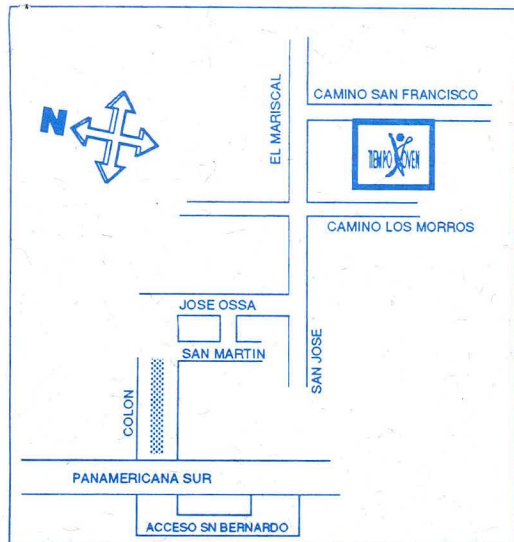 CAMINO SAN FRANCISCO
EL MARISCAL
N
TIEMPO JOVEN
CAMINO LOS MORROS
JOSE OSSA
SAN MARTIN
SAN JOSE
COLON
PANAMERICANA SUR
ACCESO SN BERNARDO